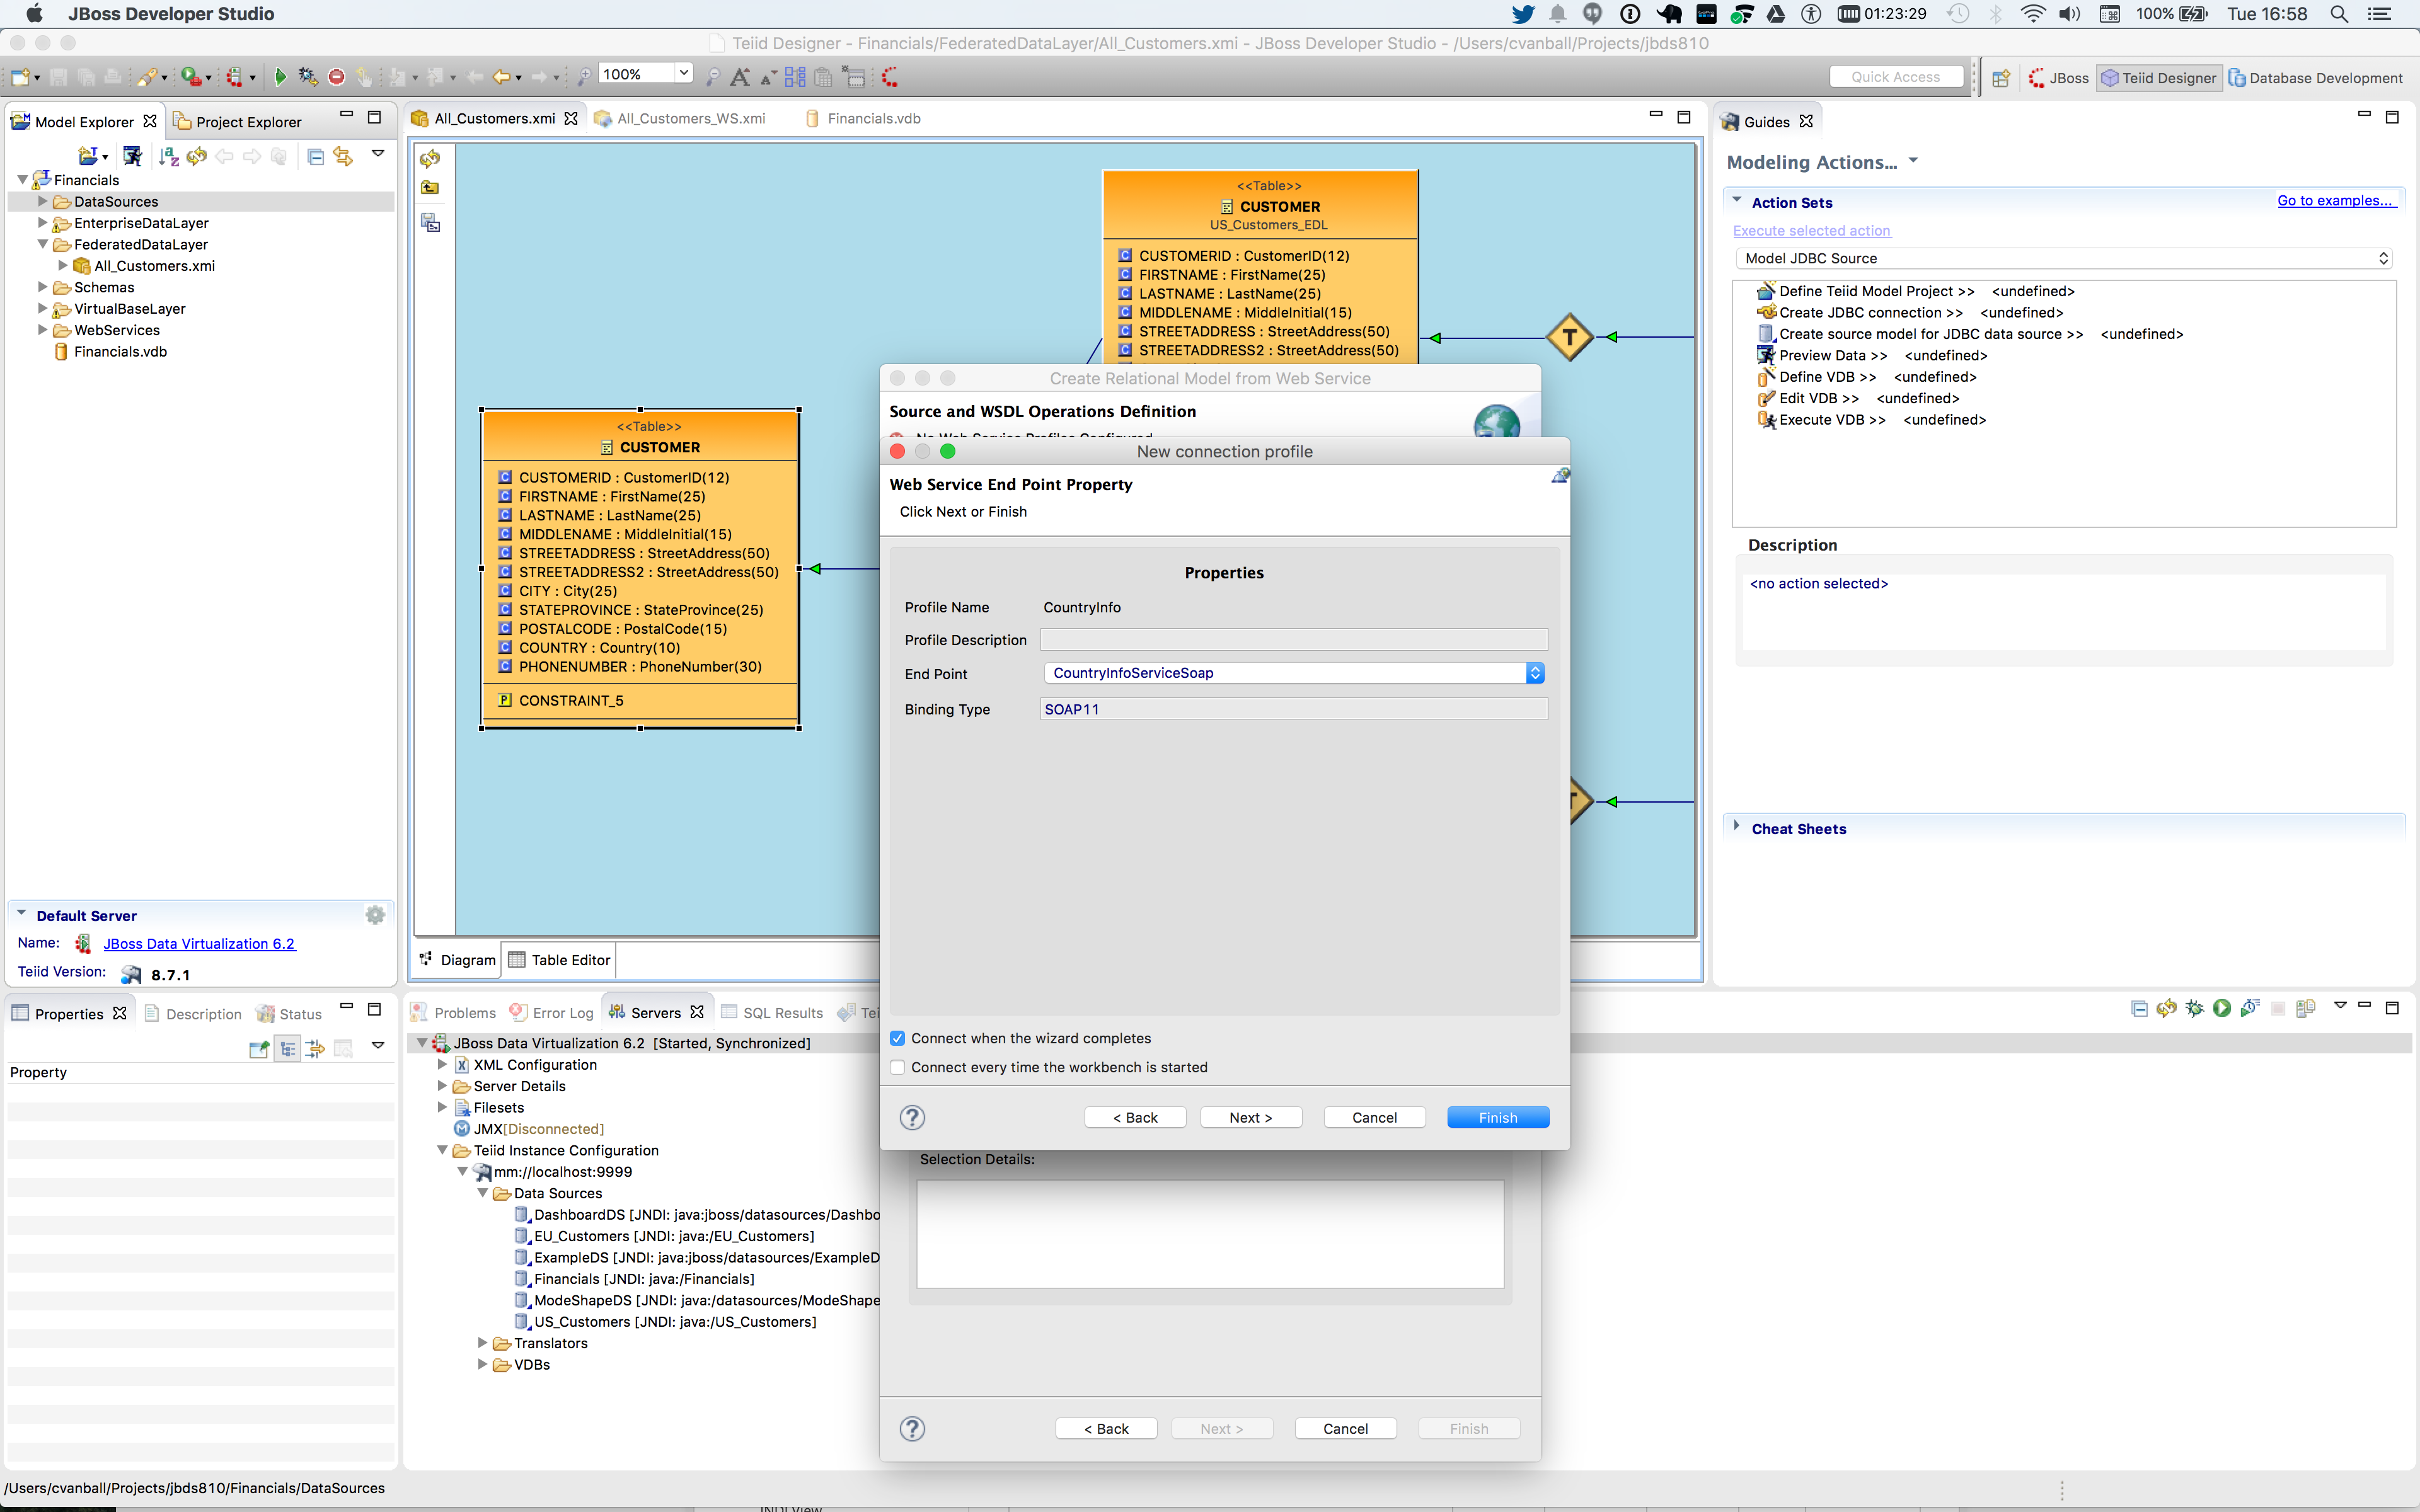 JBoss Developer Studio
01:23:29
100%
Tue 16:58
Teiid Designer - Financials/FederatedDataLayer/All_Customers.xmi - JBoss Developer Studio - /Users/cvanball/Projects/jbds810
100%
Quick Access
JBoss
Teiid Designer
Database Development
Model Explorer
Project Explorer
Financials
DataSources
EnterpriseDataLayer
FederatedDataLayer
All_Customers.xmi
Schemas
VirtualBaseLayer
WebServices
Financials.vdb
Default Server
Name: JBoss Data Virtualization 6.2
Teiid Version: 8.7.1
All_Customers.xmi
All_Customers_WS.xmi
Financials.vdb
<<Table>>
CUSTOMER
US_Customers_EDL
CUSTOMERID : CustomerID(12)
FIRSTNAME : FirstName(25)
LASTNAME : LastName(25)
MIDDLENAME : MiddleInitial(15)
STREETADDRESS : StreetAddress(50)
STREETADDRESS2 : StreetAddress(50)
T
<<Table>>
CUSTOMER
CUSTOMERID : CustomerID(12)
FIRSTNAME : FirstName(25)
LASTNAME : LastName(25)
MIDDLENAME : MiddleInitial(15)
STREETADDRESS : StreetAddress(50)
STREETADDRESS2 : StreetAddress(50)
CITY : City(25)
STATEPROVINCE : StateProvince(25)
POSTALCODE : PostalCode(15)
COUNTRY : Country(10)
PHONENUMBER : PhoneNumber(30)
CONSTRAINT_5
Diagram
Table Editor
Create Relational Model from Web Service
Source and WSDL Operations Definition
No Web Service Profiles Configured
New connection profile
Web Service End Point Property
Click Next or Finish
Properties
Profile Name CountryInfo
Profile Description
End Point CountryInfoServiceSoap
Binding Type SOAP11
Connect when the wizard completes
Connect every time the workbench is started
? < Back Next > Cancel Finish
Selection Details:
? < Back Next > Cancel Finish
Guides
Modeling Actions...
Action Sets
Go to examples...
Execute selected action
Model JDBC Source
Define Teiid Model Project >> <undefined>
Create JDBC connection >> <undefined>
Create source model for JDBC data source >> <undefined>
Preview Data >> <undefined>
Define VDB >> <undefined>
Edit VDB >> <undefined>
Execute VDB >> <undefined>
Description
<no action selected>
Cheat Sheets
Properties
Description
Status
Property
Problems
Error Log
Servers
SQL Results
Tei
JBoss Data Virtualization 6.2 [Started, Synchronized]
XML Configuration
Server Details
Filesets
JMX[Disconnected]
Teiid Instance Configuration
mm://localhost:9999
Data Sources
DashboardDS [JNDI: java:jboss/datasources/Dashbo
EU_Customers [JNDI: java:/EU_Customers]
ExampleDS [JNDI: java:jboss/datasources/ExampleD
Financials [JNDI: java:/Financials]
ModeShapeDS [JNDI: java:/datasources/ModeShape
US_Customers [JNDI: java:/US_Customers]
Translators
VDBs
/Users/cvanball/Projects/jbds810/Financials/DataSources